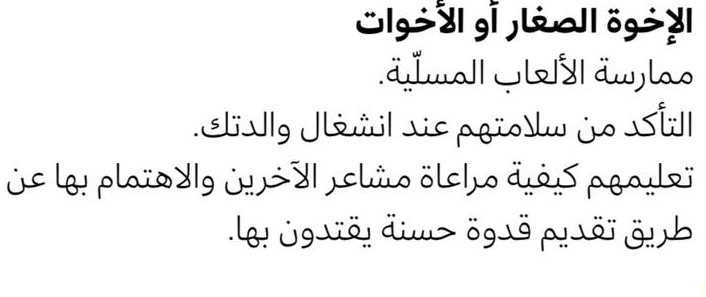 الإخوة الصغار أو الأخوات
ممارسة الألعاب المسلّية.
التأكد من سلامتهم عند انشغال والدتك.
تعليمهم كيفية مراعاة مشاعر الآخرين والاهتمام بها عن
طريق تقديم قدوة حسنة يقتدون بها.